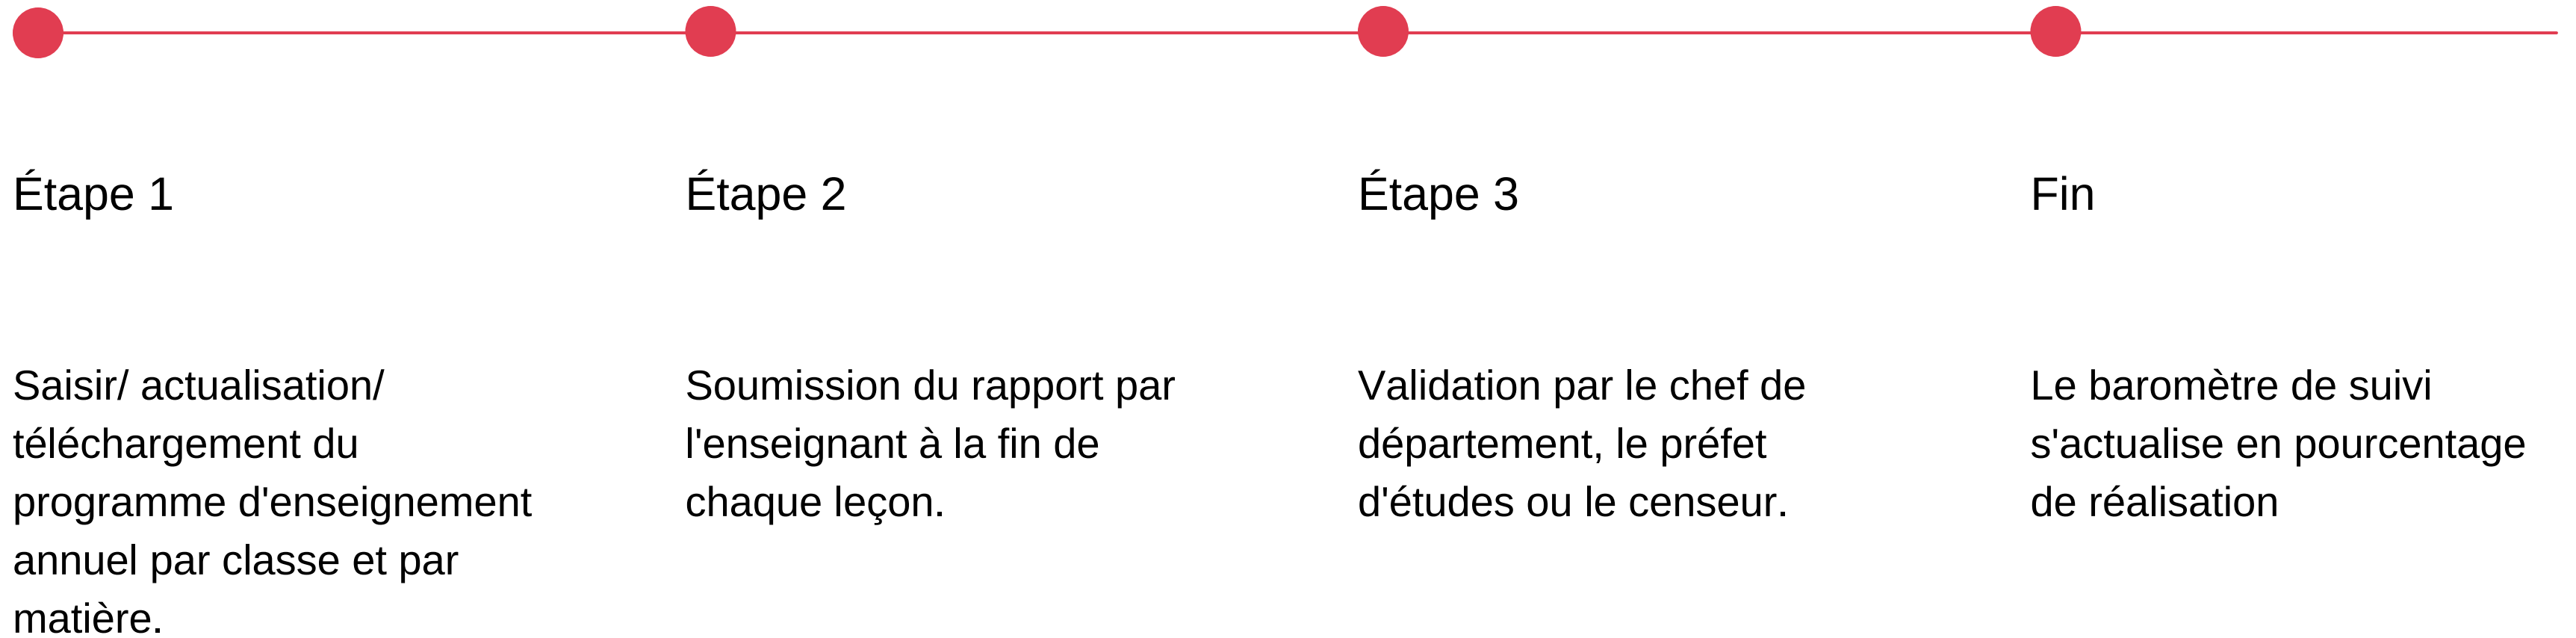 Étape 1
Étape 2
Étape 3
Fin
Saisir/ actualisation/
téléchargement du
programme d'enseignement
annuel par classe et par
matière.
Soumission du rapport par
l'enseignant à la fin de
chaque leçon.
Validation par le chef de
département, le préfet
d'études ou le censeur.
Le baromètre de suivi
s'actualise en pourcentage
de réalisation